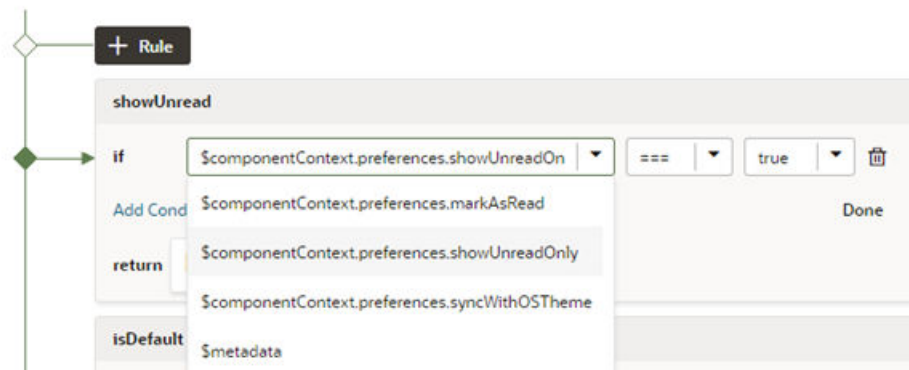 + Rule
showUnread
if $componentContext.preferences.showUnreadOn === true
$componentContext.preferences.markAsRead
Add Cond Done
$componentContext.preferences.showUnreadOnly
return
$componentContext.preferences.syncWithOSTheme
isDefault
$metadata